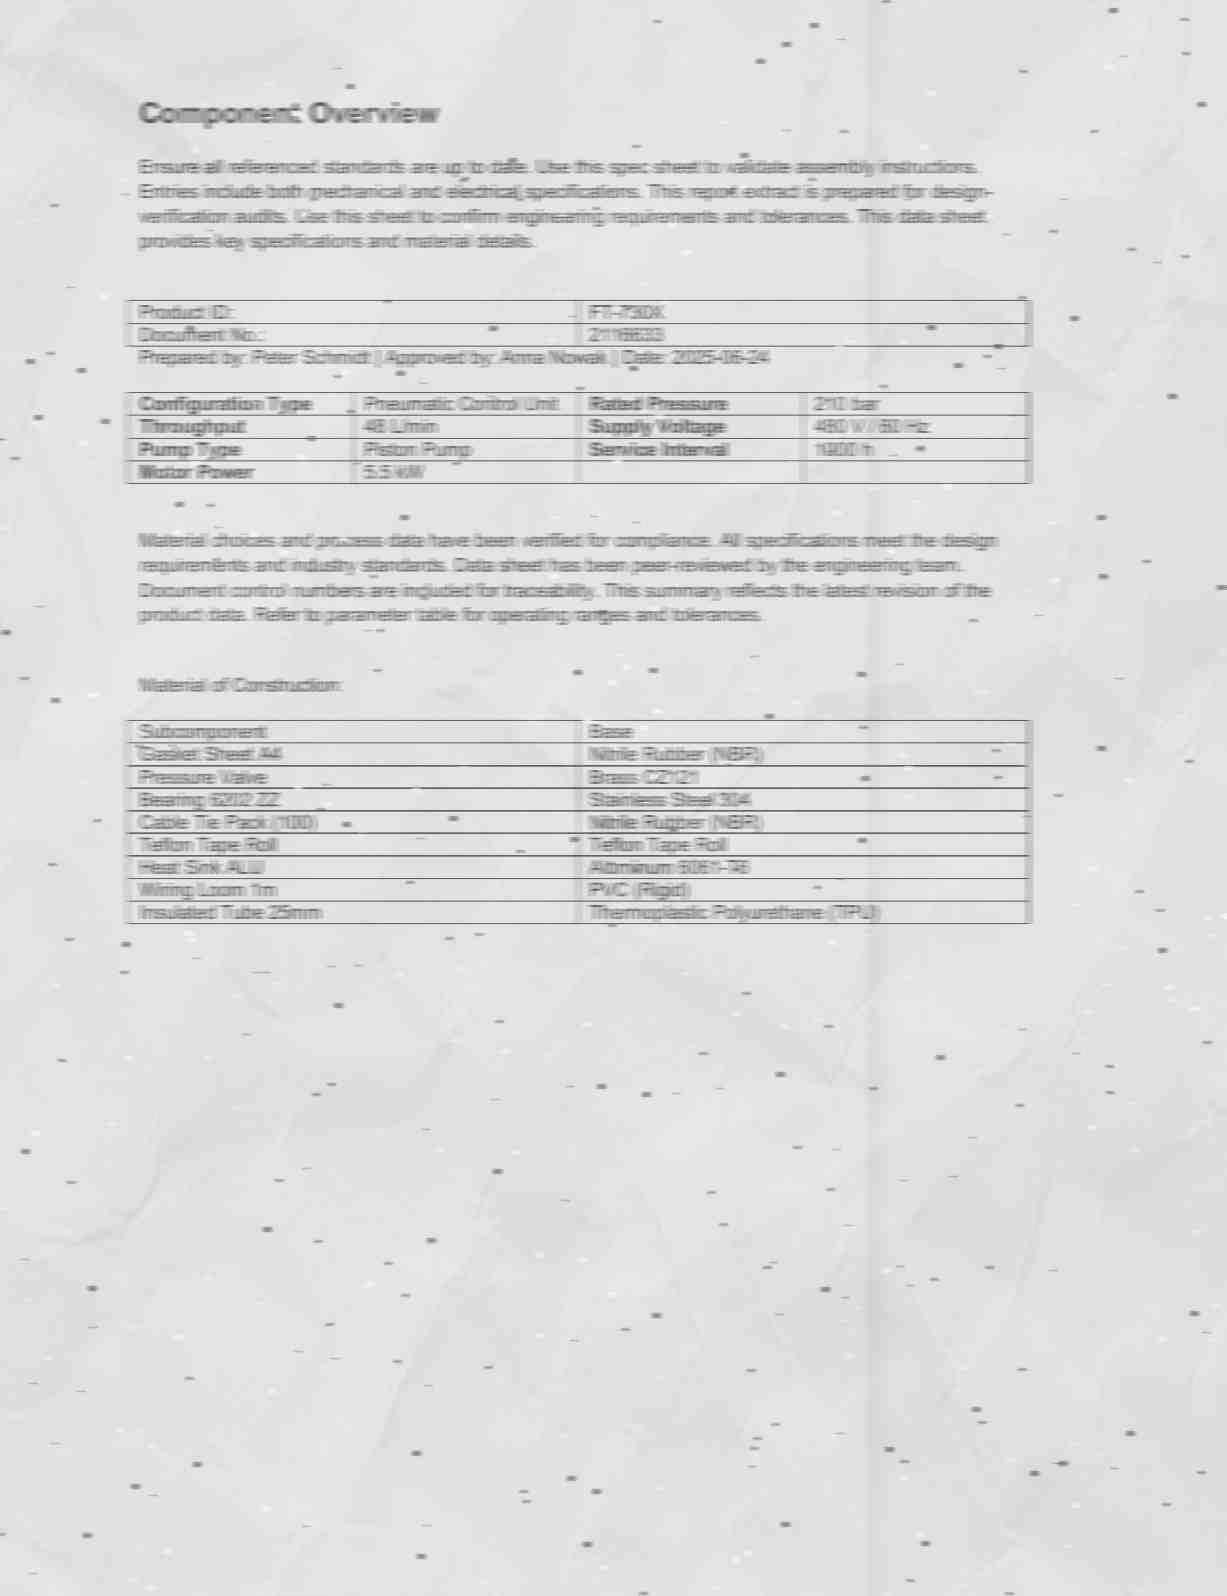 Component Overview
Ensure all referenced standards are up to date. Use this spec sheet to validate assembly instructions.
Entries include both mechanical and electrical specifications. This report extract is prepared for design-
verification audits. Use this sheet to confirm engineering requirements and tolerances. This data sheet
provides key specifications and material details.
Product ID:
Document No.:
Prepared by: Peter Schmidt | Approved by: Anna Nowak | Date: 2025-06-24
Configuration Type Pneumatic Control Unit Rated Pressure 210 bar
Throughput 48 L/min Supply Voltage 480 V / 60 Hz
Pump Type Piston Pump Service Interval h
Motor Power 5.5 kW
Material choices and process data have been verified for compliance. All specifications meet the design
requirements and industry standards. Data sheet has been peer-reviewed by the engineering team.
Document control numbers are included for traceability. This summary reflects the latest revision of the
product data. Refer to parameter table for operating ranges and tolerances.
Material of Construction:
Subcomponent Base
Gasket Sheet A4 Nitrile Rubber (NBR)
Pressure Valve Brass CZ121
Bearing 6202 ZZ Stainless Steel 304
Cable Tie Pack (100) Nitrile Rubber (NBR)
Teflon Tape Roll Teflon Tape Roll
Heat Sink ALU Aluminum 6061-T6
Wiring Loom 1m PVC (Rigid)
Insulated Tube 25mm Thermoplastic Polyurethane (TPU)